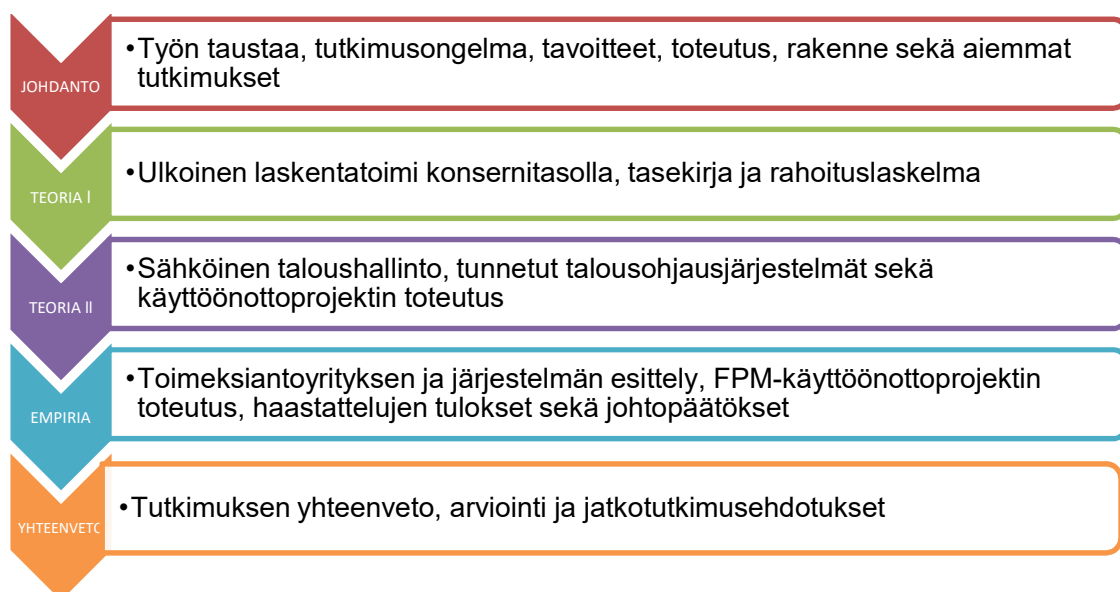 JOHDANTO
•Työn taustaa, tutkimusongelma, tavoitteet, toteutus, rakenne sekä aiemmat
tutkimukset
TEORIA I
•Ulkoinen laskentatoimi konsernitasolla, tasekirja ja rahoituslaskelma
TEORIA II
•Sähköinen taloushallinto, tunnetut talousohjausjärjestelmät sekä
käyttöönottoprojektin toteutus
EMPIRIA
•Toimeksiantoyrityksen ja järjestelmän esittely, FPM-käyttöönottoprojektin
toteutus, haastattelujen tulokset sekä johtopäätökset
YHTEENVETO
•Tutkimuksen yhteenveto, arviointi ja jatkotutkimusehdotukset